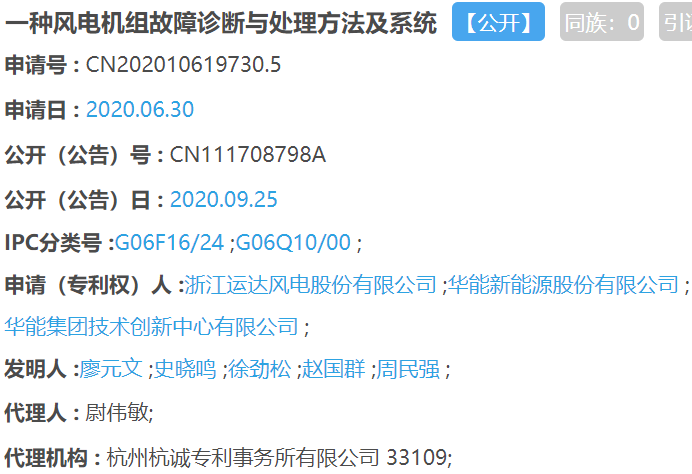 一种风电机组故障诊断与处理方法及系统 【公开】 同族：0 引证
申请号：CN202010619730.5
申请日：2020.06.30
公开（公告）号：CN111708798A
公开（公告）日：2020.09.25
IPC分类号 :G06F16/24 ;G06Q10/00 ;
申请（专利权）人 :浙江运达风电股份有限公司 ;华能新能源股份有限公司 ;
华能集团技术创新中心有限公司 ;
发明人 :廖元文 ;史晓鸣 ;徐劲松 ;赵国群 ;周民强 ;
代理人：尉伟敏;
代理机构：杭州杭诚专利事务所有限公司 33109;